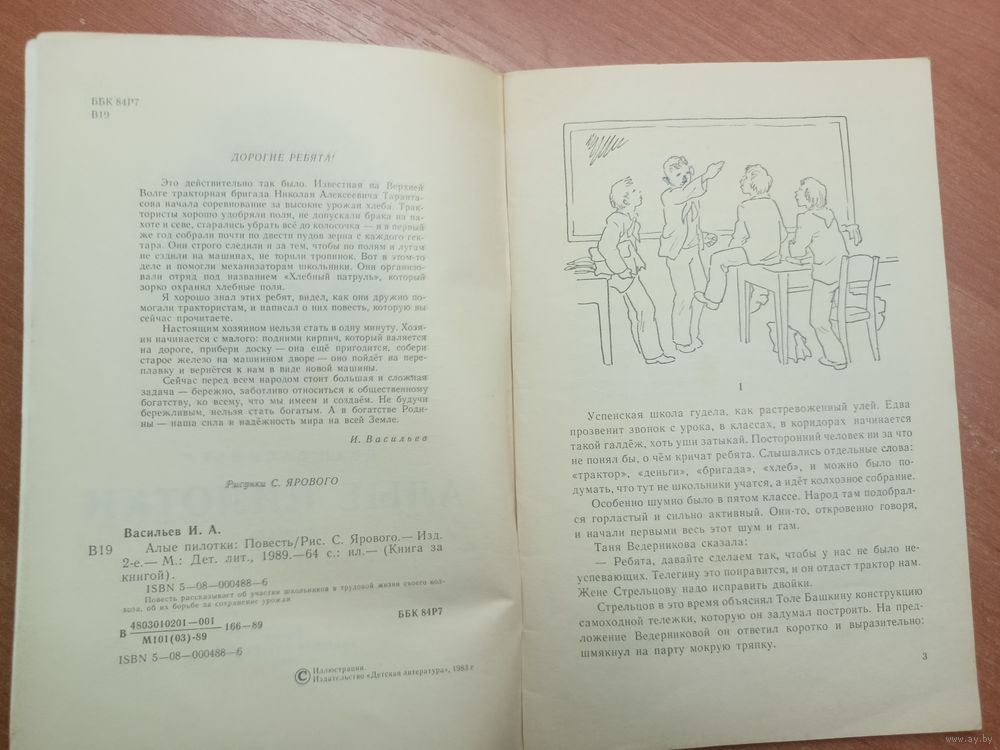 ББК 84Р7
В19
ДОРОГИЕ РЕБЯТА!
Это действительно так было. Известная на Верхней
Волге тракторная бригада Николая Алексеевича Таранта-
сова начала соревнование за высокие урожаи хлеба. Трак-
тористы хорошо удобряли поля, не допускали брака на па-
хоте и севе, старались убрать всё до колосочка — и в первый
же год собрали почти по двести пудов зерна с каждого гек-
тара. Они строго следили и за тем, чтобы по полям и лугам
не ездили на машинах, не торили тропинок. Вот в этом-то
деле и помогли механизаторам школьники. Они организо-
вали отряд под названием «Хлебный патруль», который
зорко охранял хлебные поля.
Я хорошо знал этих ребят, видел, как они дружно по-
могали трактористам, и написал о них повесть, которую вы
сейчас прочитаете.
Настоящим хозяином нельзя стать в одну минуту. Хозя-
ин начинается с малого: подними кирпич, который валяется
на дороге, прибери доску — она ещё пригодится, собери
старое железо на машинном дворе — оно пойдёт на пере-
плавку и вернётся к нам в виде новой машины.
Сейчас перед всем народом стоит большая и сложная
задача — бережно, заботливо относиться к общественному
богатству, ко всему, что мы имеем и создаём. Не будучи
бережливым, нельзя стать богатым. А в богатстве Роди-
ны — наша сила и надёжность мира на всей Земле.
И. Васильев
Рисунки С. ЯРОВОГО
Васильев И. А.
В19 Алые пилотки: Повесть/Рис. С. Ярового.— Изд.
2-е.— М.: Дет. лит., 1989.—64 с.: ил.— (Книга за
книгой).
ISBN 5—08—000488—6
Повесть рассказывает об участии школьников в трудовой жизни своего кол-
хоза, об их борьбе за сохранение урожая.
В 4803010201—001 166—89
М101(03)-89
ББК 84Р7
ISBN 5—08—000488—6
© Иллюстрации.
Издательство «Детская литература», 1983 г
1
Успенская школа гудела, как растревоженный улей. Едва
прозвенит звонок с урока, в классах, в коридорах начинается
такой галдёж, хоть уши затыкай. Посторонний человек ни за что
не понял бы, о чём кричат ребята. Слышались отдельные слова:
«трактор», «деньги», «бригада», «хлеб», и можно было по-
думать, что тут не школьники учатся, а идёт колхозное собрание.
Особенно шумно было в пятом классе. Народ там подобрал-
ся горластый и сильно активный. Они-то, откровенно говоря,
и начали первыми весь этот шум и гам.
Таня Ведерникова сказала:
— Ребята, давайте сделаем так, чтобы у нас не было не-
успевающих. Телегину это понравится, и он отдаст трактор нам.
Жене Стрельцову надо исправить двойки.
Стрельцов в это время объяснял Толе Башкину конструкцию
самоходной тележки, которую он задумал построить. На пред-
ложение Ведерниковой он ответил коротко и выразительно:
шмякнул на парту мокрую тряпку.
3
www.ay.by